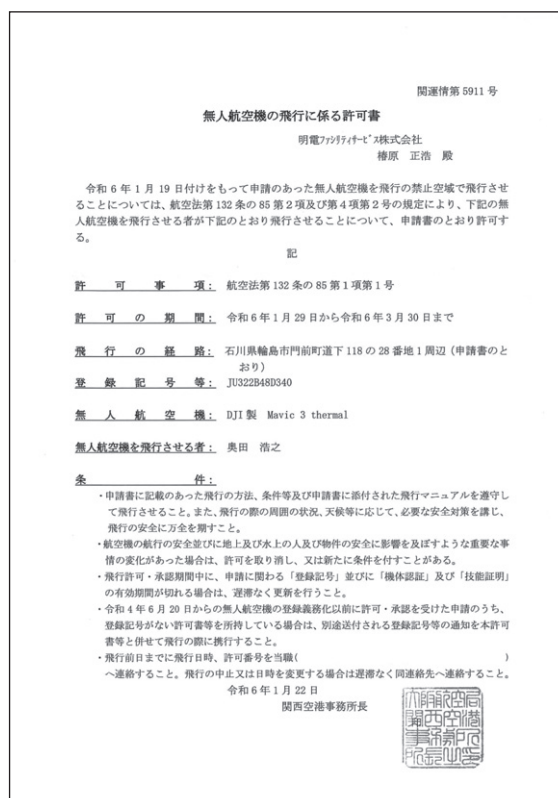 関運情第 5911 号
無人航空機の飛行に係る許可書
明電ファシリティサービス株式会社
椿原 正浩 殿
令和 6 年 1 月 19 日付けをもって申請のあった無人航空機を飛行の禁止空域で飛行させ
ることについては、航空法第 132 条の 85 第 2 項及び第 4 項第 2 号の規定により、下記の無
人航空機を飛行させる者が下記のとおり飛行させることについて、申請書のとおり許可す
る。
記
許可事項: 航空法第 132 条の 85 第 1 項第 1 号
許可の期間: 令和 6 年 1 月 29 日から令和 6 年 3 月 30 日まで
飛行の経路: 石川県輪島市門前町道下 118 の 28 番地 1 周辺 (申請書のと
おり)
登録記号等: JU322B48D340
無人航空機: DJI 製 Mavic 3 thermal
無人航空機を飛行させる者: 奥田 浩之
条件:
・申請書に記載のあった飛行の方法、条件等及び申請書に添付された飛行マニュアルを遵守し
て飛行させること。また、飛行の際の周囲の状況、天候等に応じて、必要な安全対策を講じ、
飛行の安全に万全を期すこと。
・航空機の航行の安全並びに地上及び水上の人及び物件の安全に影響を及ぼすような重要な事
情の変化があった場合は、許可を取り消し、又は新たに条件を付すことがある。
・飛行許可・承認期間中に、申請に関わる「登録記号」並びに「機体認証」及び「技能証明」
の有効期間が切れる場合は、遅滞なく更新を行うこと。
・令和 4 年 6 月 20 日からの無人航空機の登録義務化以前に許可・承認を受けた申請のうち、
登録記号がない許可書等を所持している場合は、別途送付される登録記号等の通知を本許可
書等と併せて飛行の際に携行すること。
・飛行前日までに飛行日時、許可番号を当職( )
へ連絡すること。飛行の中止又は日時を変更する場合は遅滞なく同連絡先へ連絡すること。
令和 6 年 1 月 22 日
関西空港事務所長